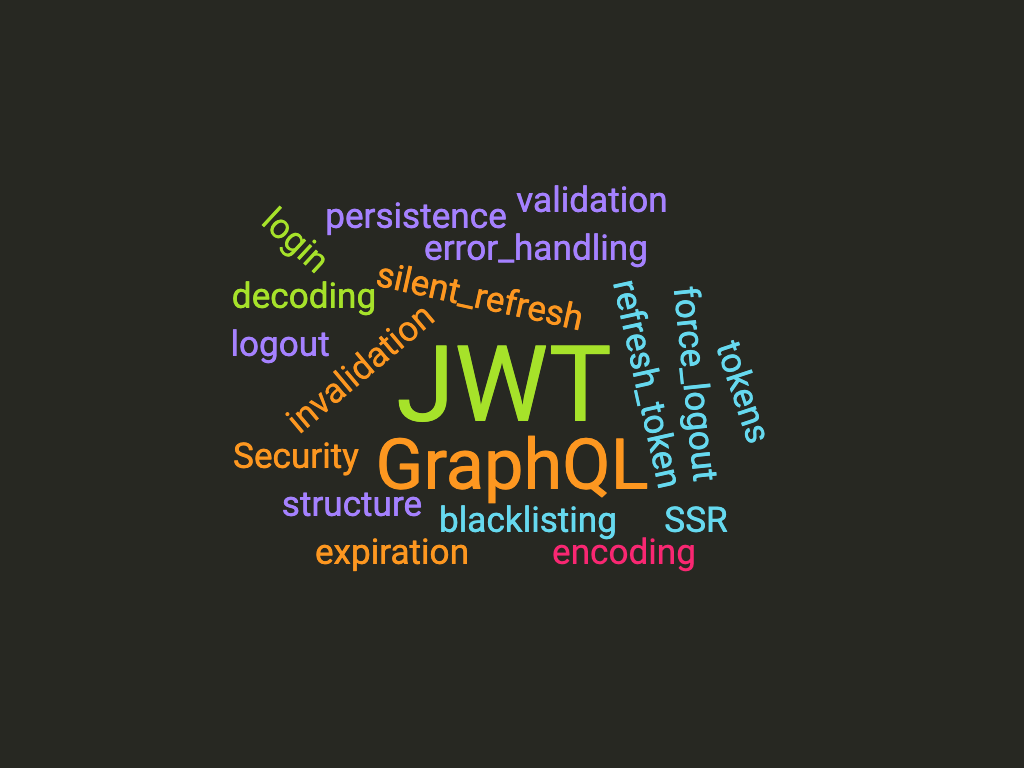 validation
persistence
login
error_handling
silent_refresh
decoding
refresh_token
force_logout
logout
invalidation
JWT
tokens
Security
GraphQL
structure
blacklisting
SSR
expiration
encoding